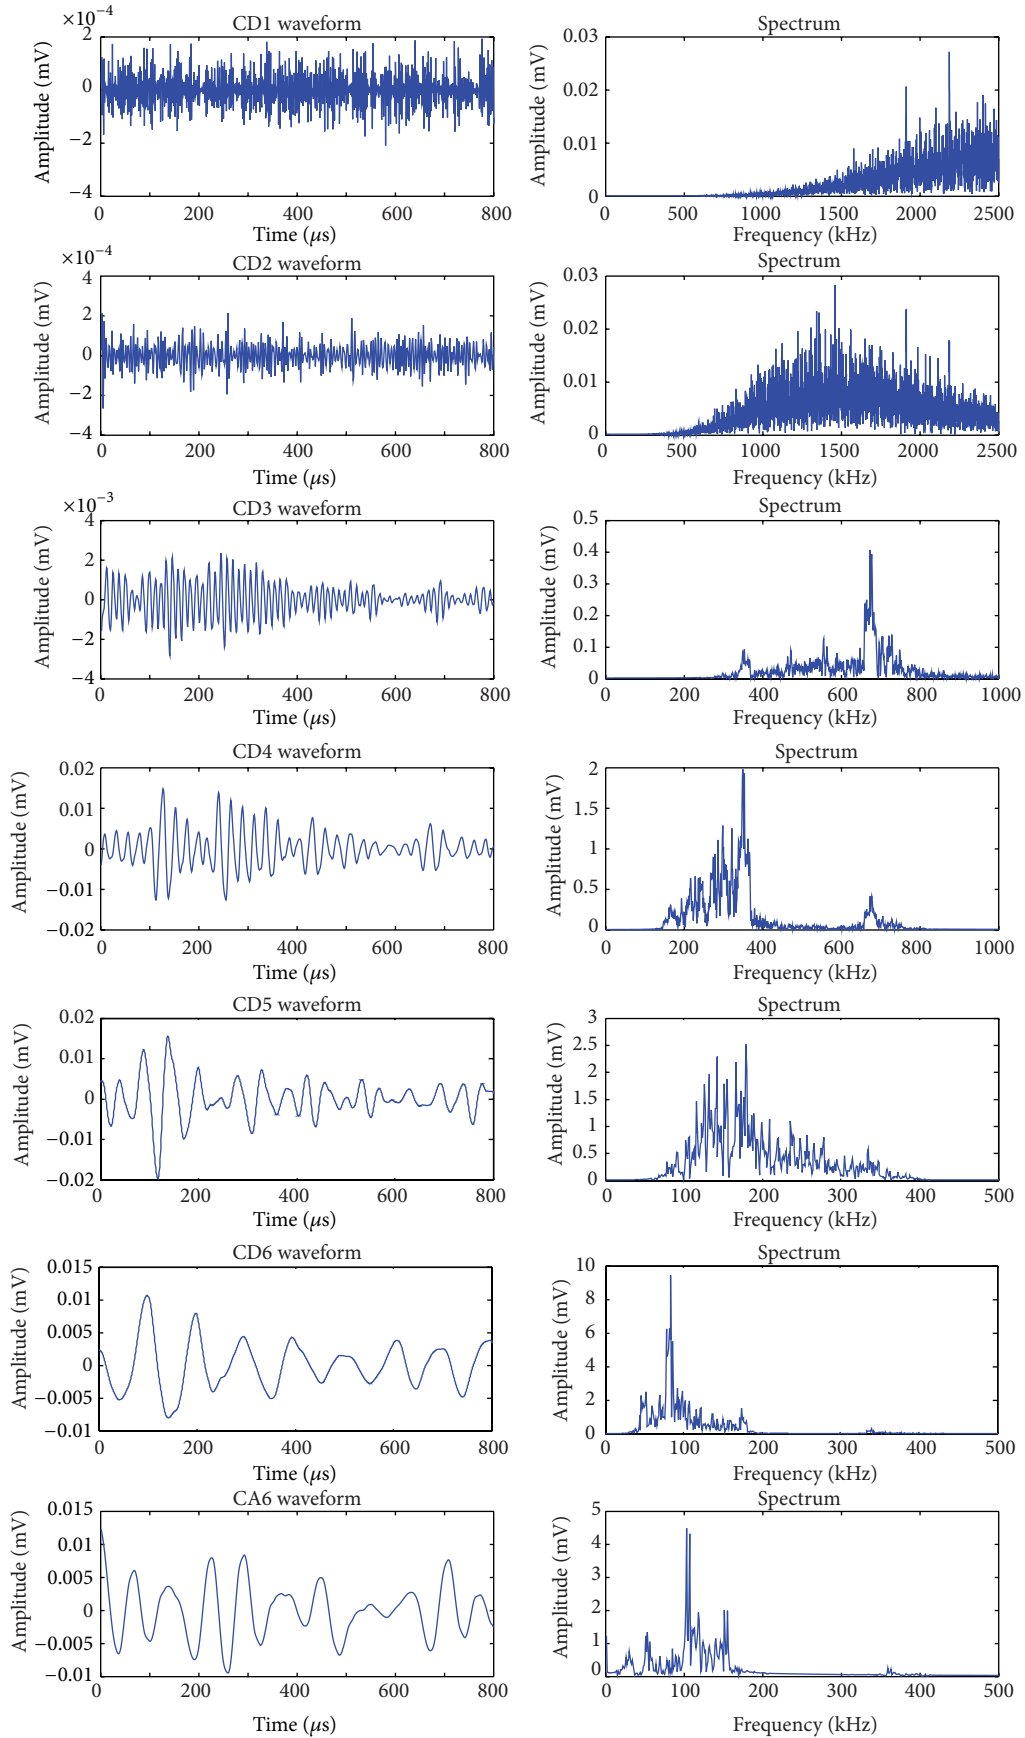 CD1 waveform
×10−4
2
0
−2
−4
Amplitude (mV)
0 200 400 600 800
Time (μs)
Spectrum
0.03
0.02
0.01
0
Amplitude (mV)
0 500 1000 1500 2000 2500
Frequency (kHz)
CD2 waveform
×10−4
4
2
0
−2
−4
Amplitude (mV)
0 200 400 600 800
Time (μs)
Spectrum
0.03
0.02
0.01
0
Amplitude (mV)
0 500 1000 1500 2000 2500
Frequency (kHz)
CD3 waveform
×10−3
4
2
0
−2
−4
Amplitude (mV)
0 200 400 600 800
Time (μs)
Spectrum
0.5
0.4
0.3
0.2
0.1
0
Amplitude (mV)
0 200 400 600 800 1000
Frequency (kHz)
CD4 waveform
0.02
0.01
0
−0.01
−0.02
Amplitude (mV)
0 200 400 600 800
Time (μs)
Spectrum
2
1.5
1
0.5
0
Amplitude (mV)
0 200 400 600 800 1000
Frequency (kHz)
CD5 waveform
0.02
0.01
0
−0.01
−0.02
Amplitude (mV)
0 200 400 600 800
Time (μs)
Spectrum
3
2.5
2
1.5
1
0.5
0
Amplitude (mV)
0 100 200 300 400 500
Frequency (kHz)
CD6 waveform
0.015
0.01
0.005
0
−0.005
−0.01
Amplitude (mV)
0 200 400 600 800
Time (μs)
Spectrum
10
8
6
4
2
0
Amplitude (mV)
0 100 200 300 400 500
Frequency (kHz)
CA6 waveform
0.015
0.01
0.005
0
−0.005
−0.01
Amplitude (mV)
0 200 400 600 800
Time (μs)
Spectrum
5
4
3
2
1
0
Amplitude (mV)
0 100 200 300 400 500
Frequency (kHz)